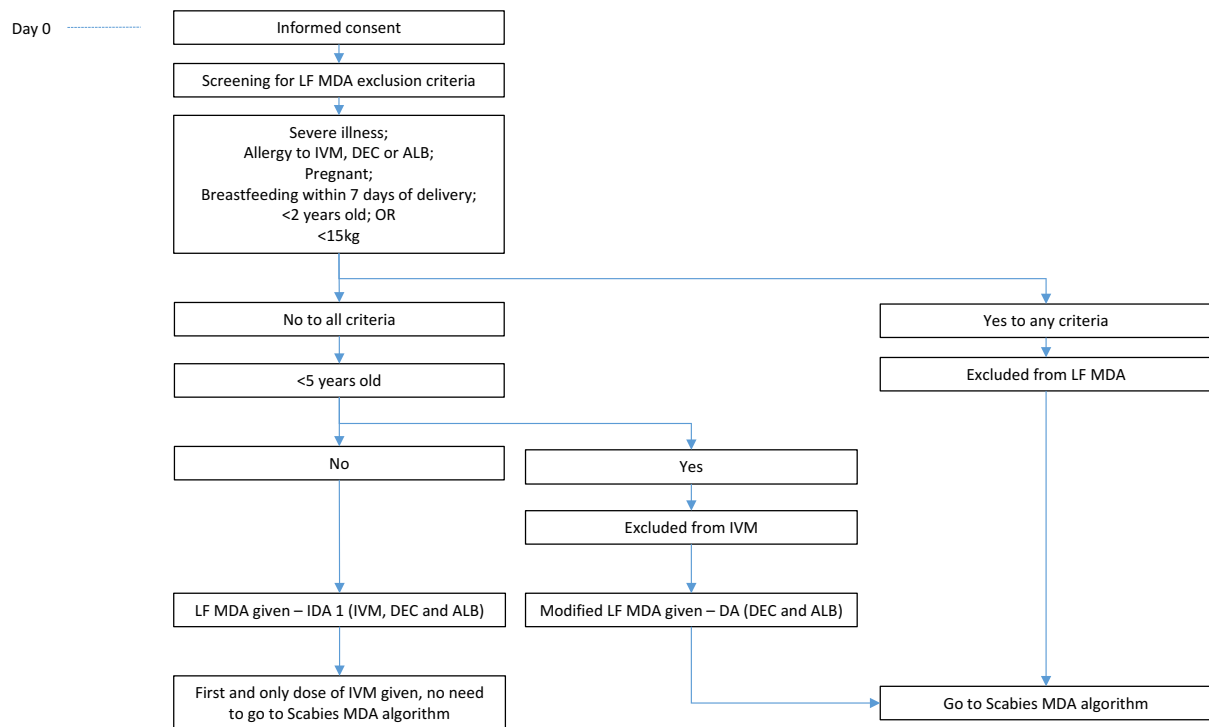 Day 0
Informed consent
Screening for LF MDA exclusion criteria
Severe illness;
Allergy to IVM, DEC or ALB;
Pregnant;
Breastfeeding within 7 days of delivery;
<2 years old; OR
<15kg
No to all criteria
Yes to any criteria
<5 years old
Excluded from LF MDA
No
Yes
Excluded from IVM
LF MDA given – IDA 1 (IVM, DEC and ALB)
Modified LF MDA given – DA (DEC and ALB)
First and only dose of IVM given, no need
to go to Scabies MDA algorithm
Go to Scabies MDA algorithm